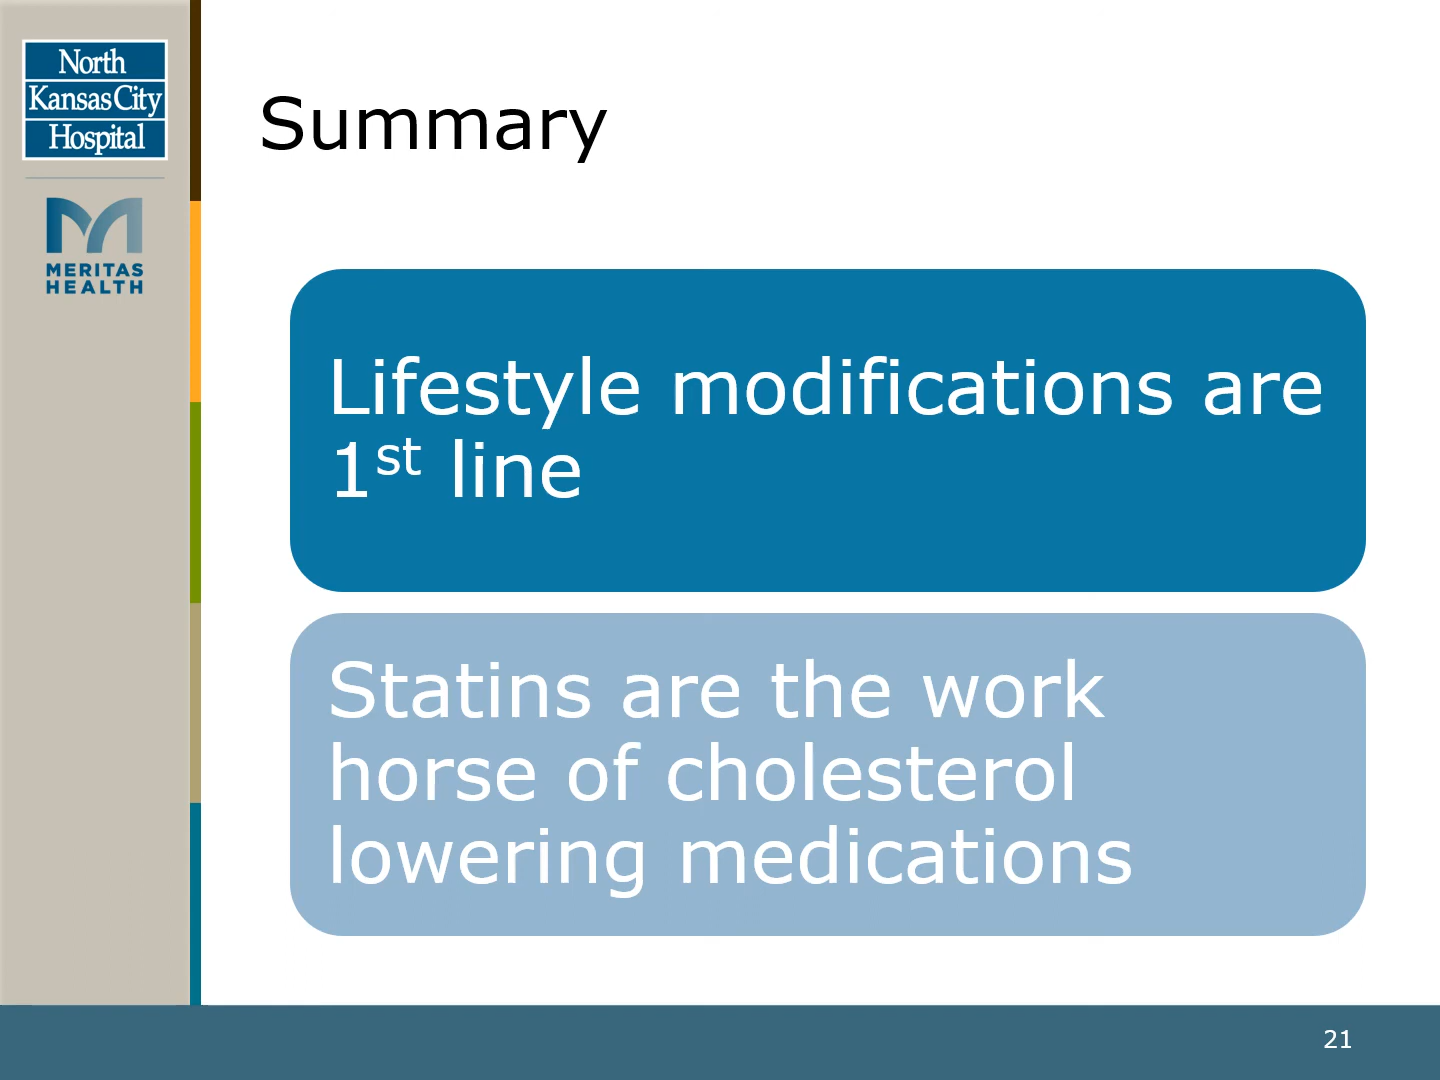 North
Kansas City
Hospital
MERITAS
HEALTH
Summary
Lifestyle modifications are
1st line
Statins are the work
horse of cholesterol
lowering medications
21